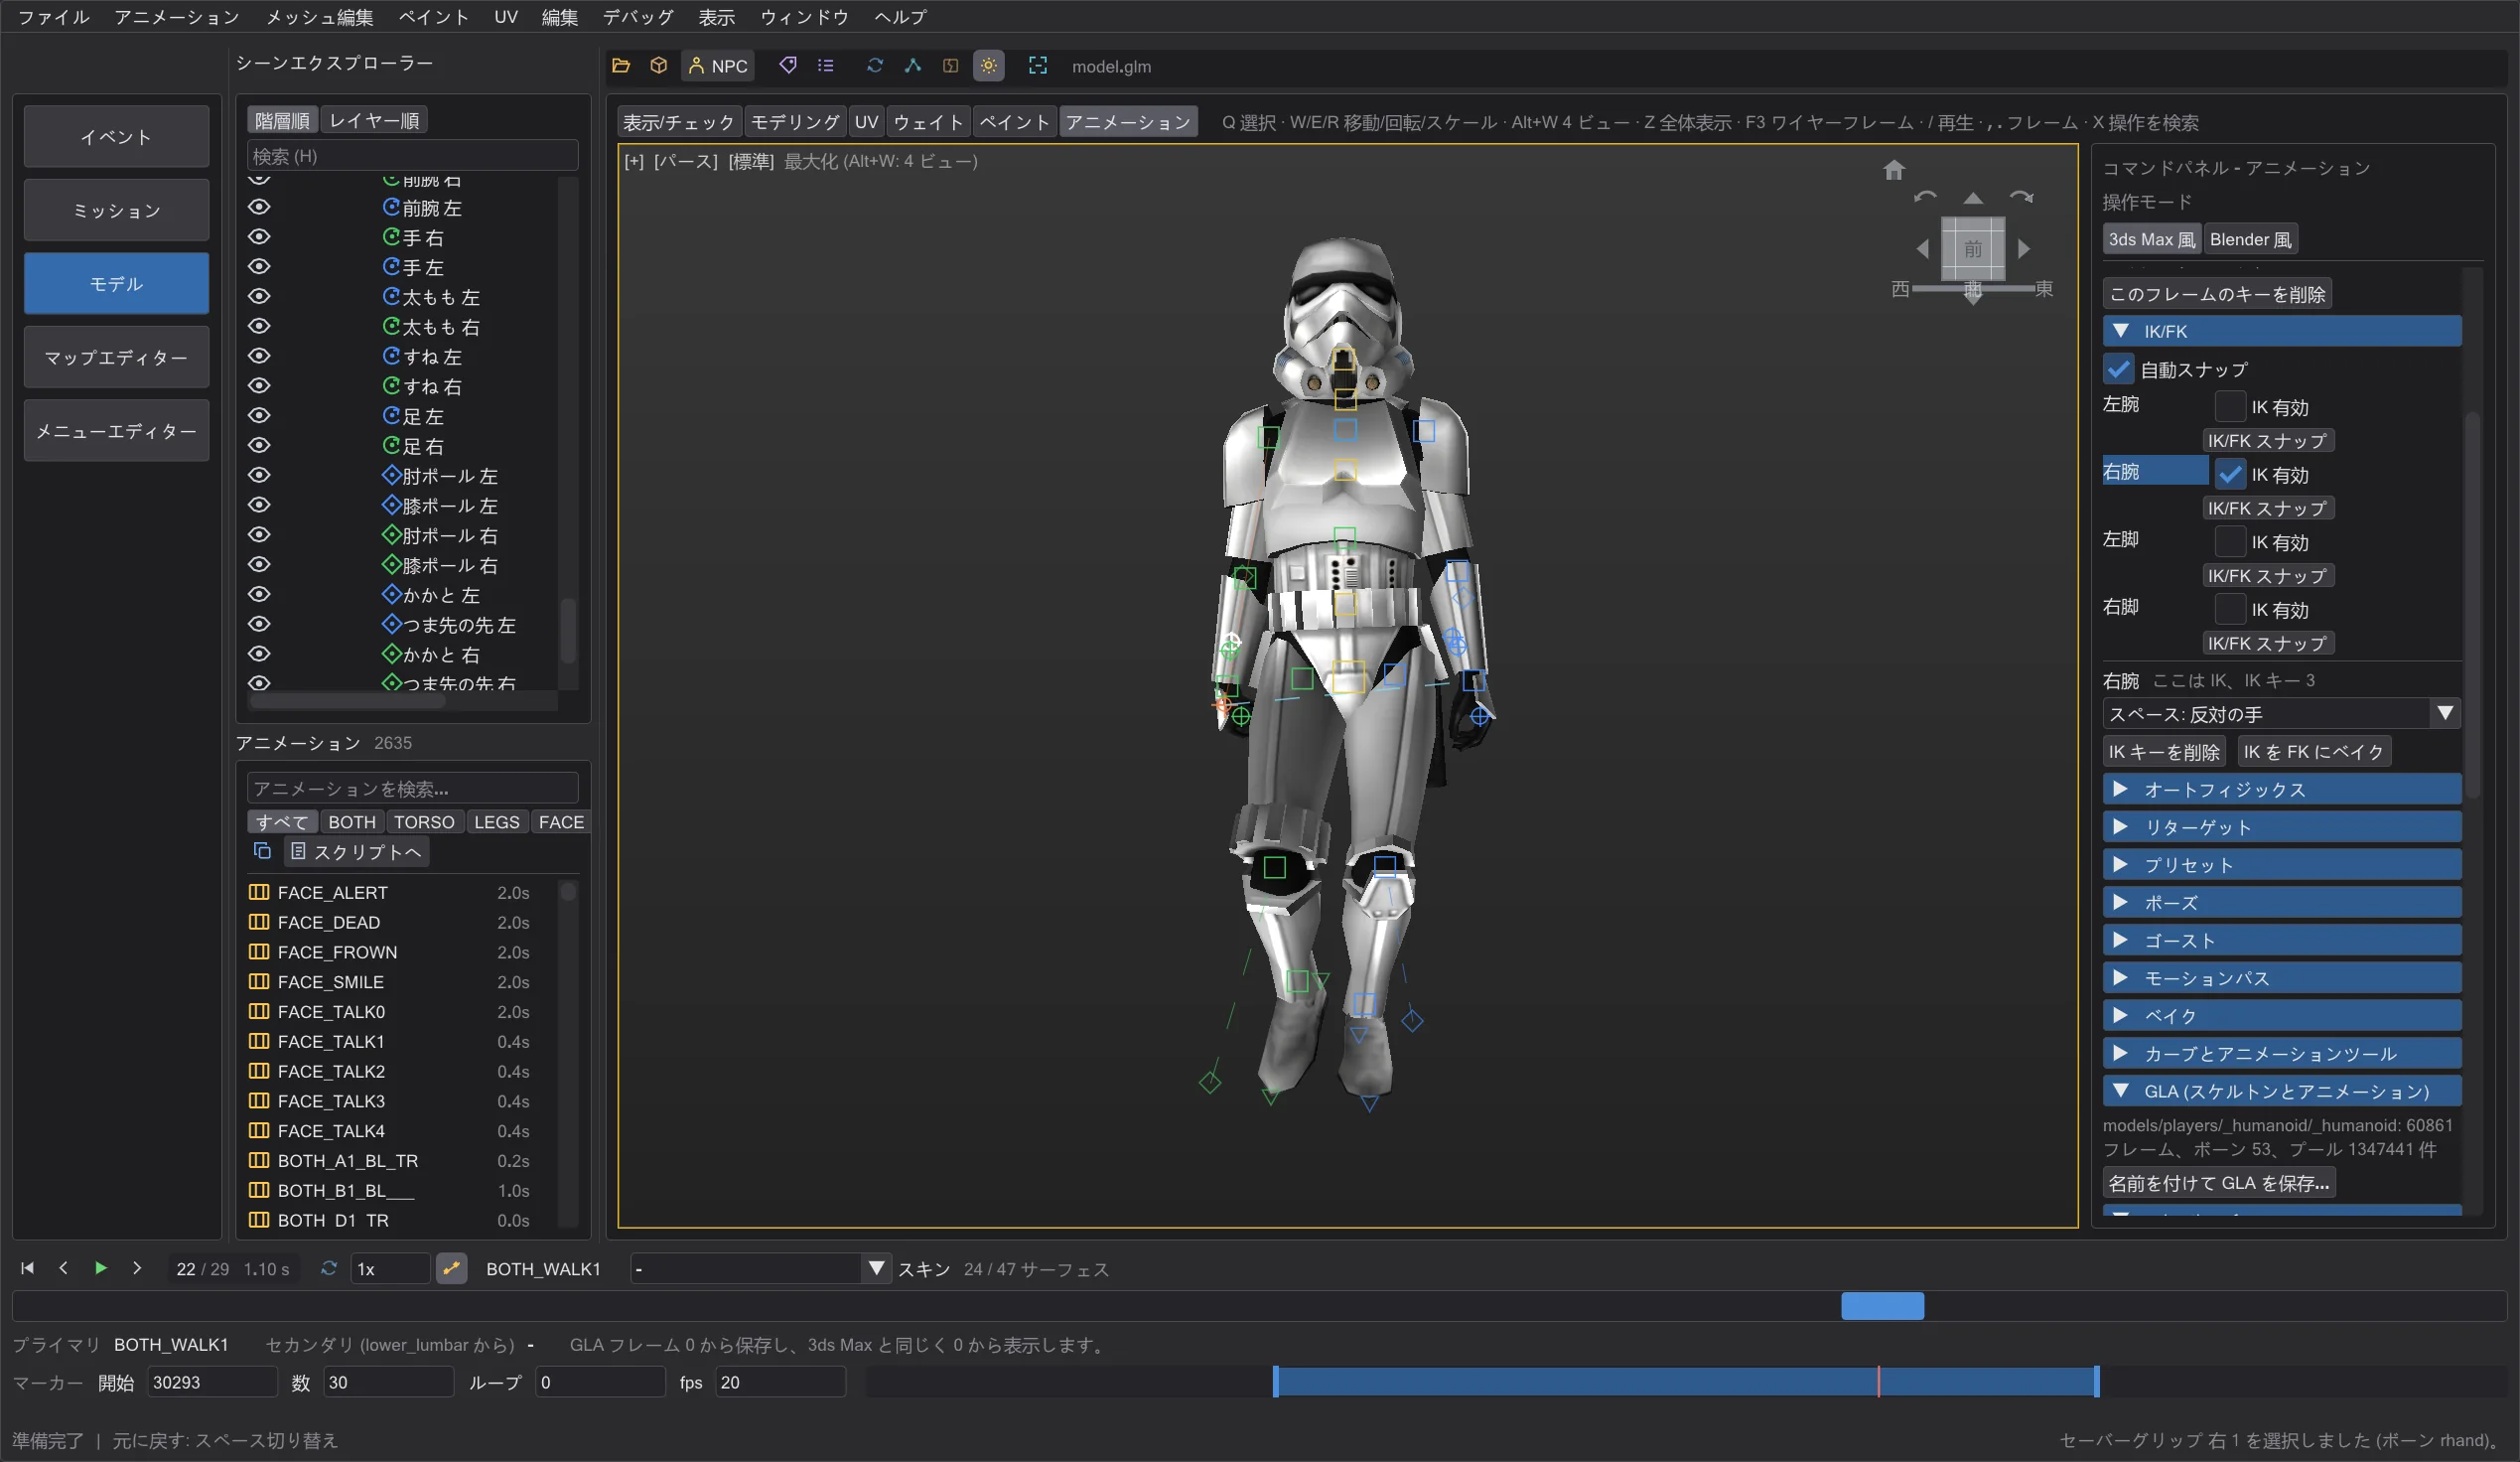 ファイル アニメーション メッシュ編集 ペイント UV 編集 デバッグ 表示 ウィンドウ ヘルプ
イベント
ミッション
モデル
マップエディター
メニューエディター
シーンエクスプローラー
階層順 レイヤー順
検索 (H)
前腕 右
前腕 左
手 右
手 左
太もも 左
太もも 右
すね 左
すね 右
足 左
足 右
肘ポール 左
膝ポール 左
肘ポール 右
膝ポール 右
かかと 左
つま先の先 左
かかと 右
つま先の先 右
アニメーション 2635
アニメーションを検索...
すべて BOTH TORSO LEGS FACE
スクリプトへ
FACE_ALERT 2.0s
FACE_DEAD 2.0s
FACE_FROWN 2.0s
FACE_SMILE 2.0s
FACE_TALK0 2.0s
FACE_TALK1 0.4s
FACE_TALK2 0.4s
FACE_TALK3 0.4s
FACE_TALK4 0.4s
BOTH_A1_BL_TR 0.2s
BOTH_B1_BL___ 1.0s
BOTH_D1_TR 0.0s
NPC model.glm
表示/チェック モデリング UV ウェイト ペイント アニメーション Q 選択 · W/E/R 移動/回転/スケール · Alt+W 4 ビュー · Z 全体表示 · F3 ワイヤーフレーム · / 再生 · , . フレーム · X 操作を検索
[+] [パース] [標準] 最大化 (Alt+W: 4 ビュー)
前
西 北 東
コマンドパネル - アニメーション
操作モード
3ds Max 風 Blender 風
このフレームのキーを削除
IK/FK
自動スナップ
左腕 IK 有効
IK/FK スナップ
右腕 IK 有効
IK/FK スナップ
左脚 IK 有効
IK/FK スナップ
右脚 IK 有効
IK/FK スナップ
右腕 ここは IK、IK キー 3
スペース: 反対の手
IK キーを削除 IK を FK にベイク
オートフィジックス
リターゲット
プリセット
ポーズ
ゴースト
モーションパス
ベイク
カーブとアニメーションツール
GLA (スケルトンとアニメーション)
models/players/_humanoid/_humanoid: 60861
フレーム、ボーン 53、プール 1347441 件
名前を付けて GLA を保存...
22 / 29 1.10 s 1x BOTH_WALK1 - スキン 24 / 47 サーフェス
プライマリ BOTH_WALK1 セカンダリ (lower_lumbar から) - GLA フレーム 0 から保存し、3ds Max と同じく 0 から表示します。
マーカー 開始 30293 数 30 ループ 0 fps 20
準備完了 | 元に戻す: スペース切り替え
セーバーグリップ 右 1 を選択しました (ボーン rhand)。